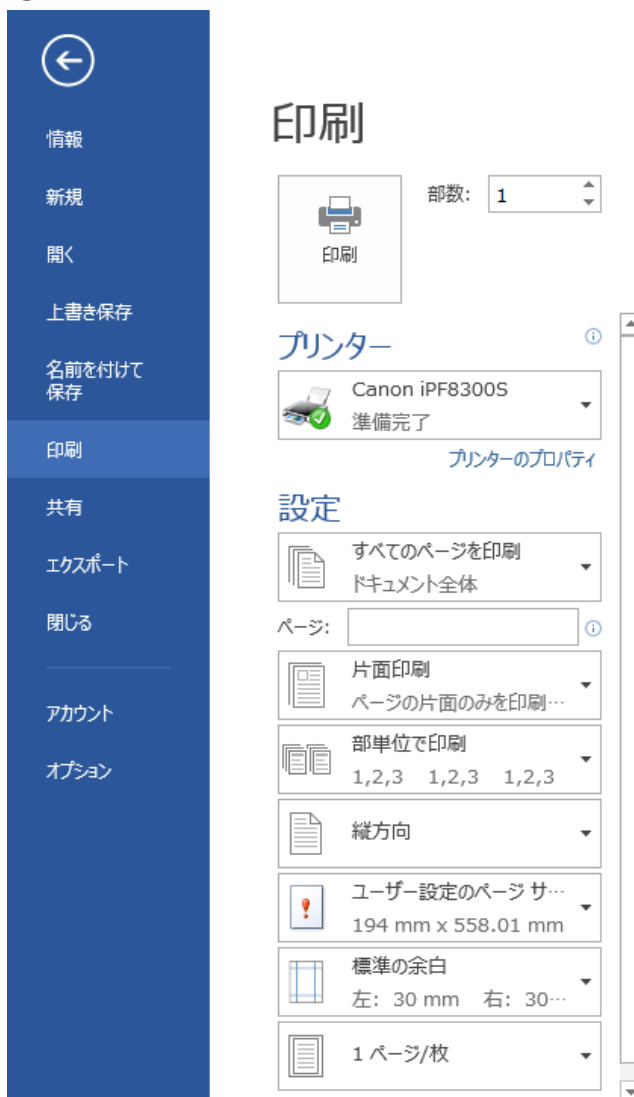 印刷
部数: 1
印刷
プリンター
Canon iPF8300S
準備完了
プリンターのプロパティ
設定
すべてのページを印刷
ドキュメント全体
ページ:
片面印刷
ページの片面のみを印刷…
部単位で印刷
1,2,3 1,2,3 1,2,3
縦方向
ユーザー設定のページ サ…
194 mm x 558.01 mm
標準の余白
左: 30 mm 右: 30…
1 ページ/枚
情報
新規
開く
上書き保存
名前を付けて
保存
印刷
共有
エクスポート
閉じる
アカウント
オプション